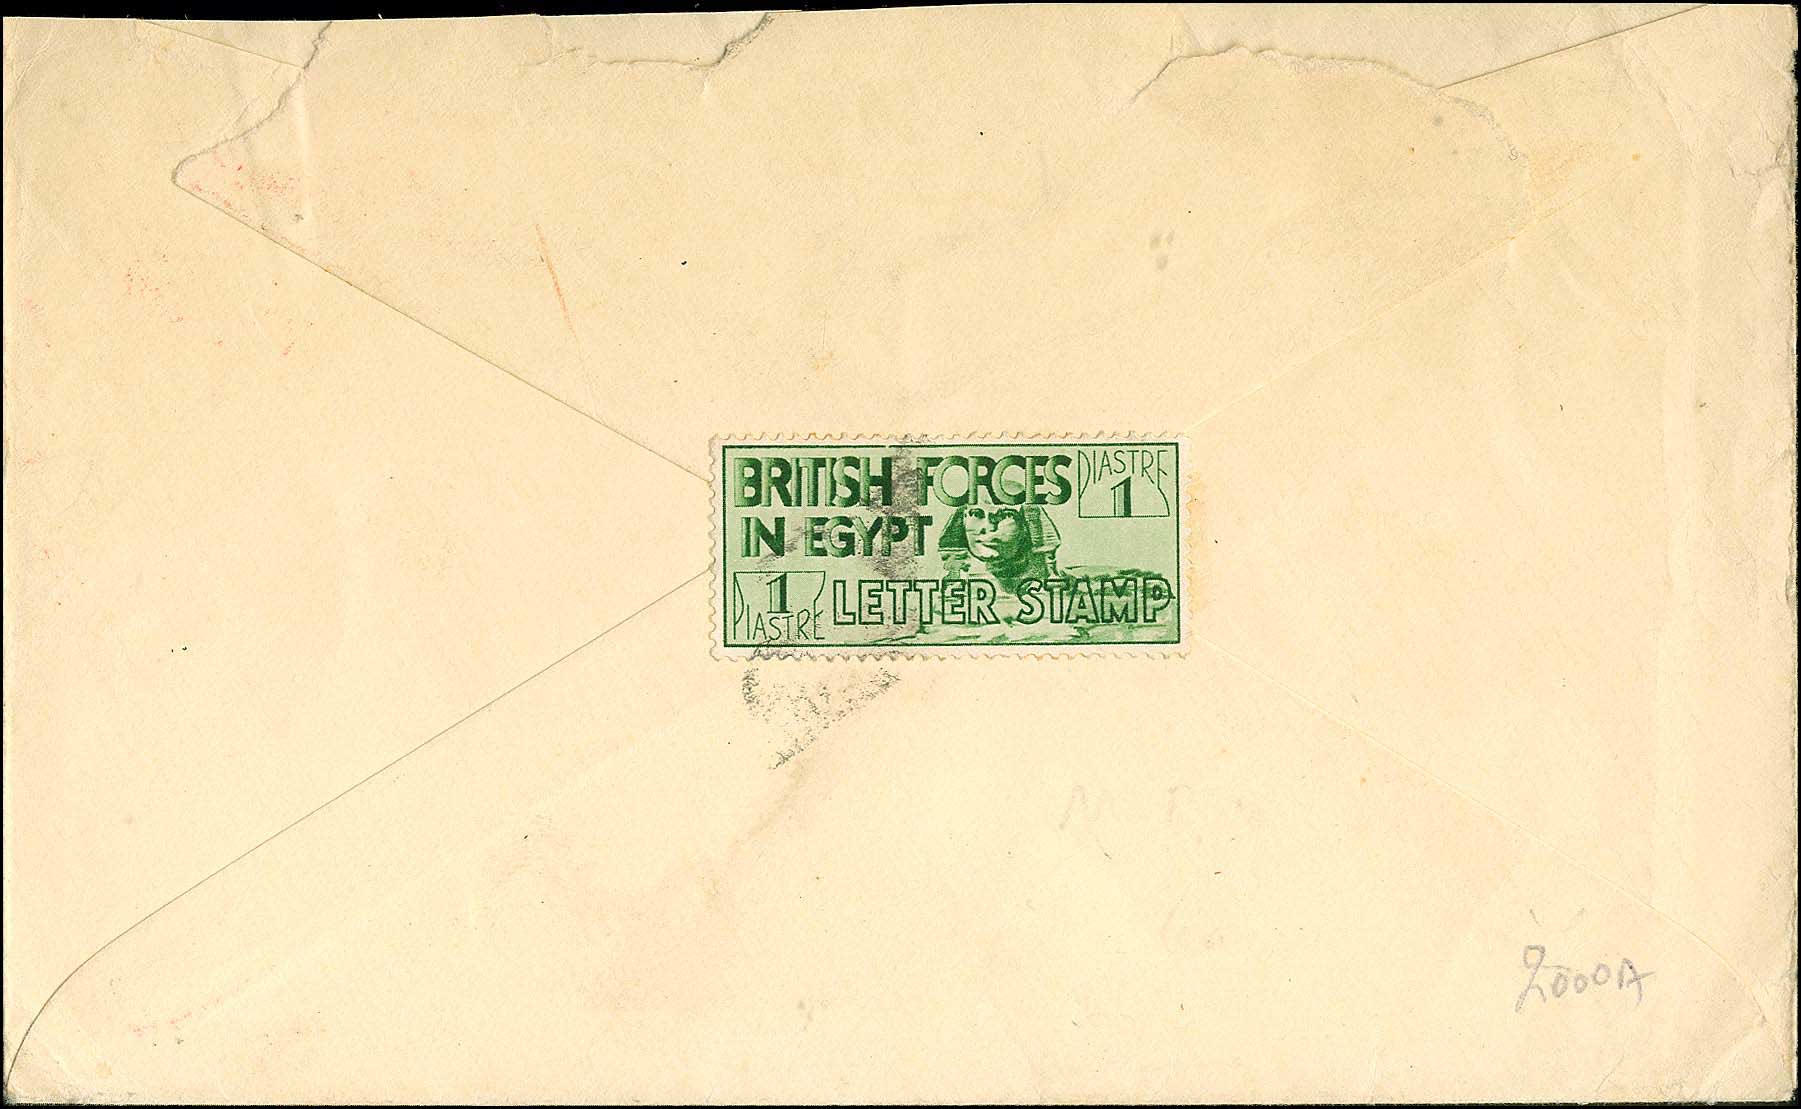 BRITISH FORCES
IN EGYPT
PIASTRE
1
1
PIASTRE
LETTER STAMP
2000A